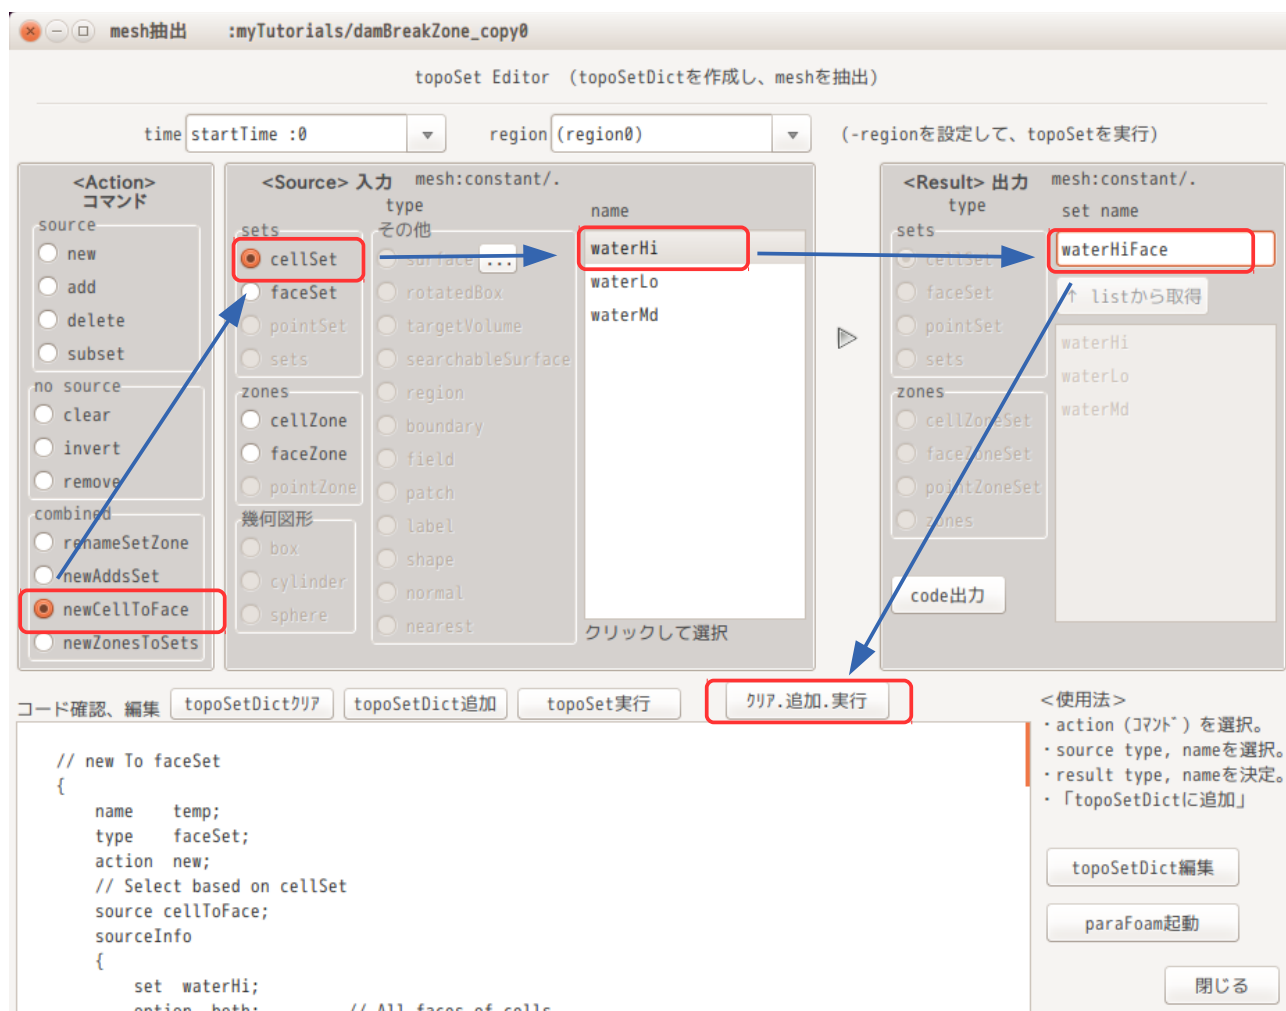 mesh抽出　　:myTutorials/damBreakZone_copy0
topoSet Editor　(topoSetDictを作成し、meshを抽出)
time startTime :0　region (region0)　(-regionを設定して、topoSetを実行)
<Action>
コマンド
source
new
add
delete
subset
no source
clear
invert
remove
combined
renameSetZone
newAddsSet
newCellToFace
newZonesToSets
<Source> 入力　mesh:constant/.
type
sets
cellSet
faceSet
pointSet
sets
zones
cellZone
faceZone
pointZone
幾何図形
box
cylinder
sphere
その他
surface ...
rotatedBox
targetVolume
searchableSurface
region
boundary
field
patch
label
shape
normal
nearest
name
waterHi
waterLo
waterMd
クリックして選択
<Result> 出力　mesh:constant/.
type
sets
cellSet
faceSet
pointSet
sets
zones
cellZoneSet
faceZoneSet
pointZoneSet
zones
code出力
set name
waterHiFace
↑ listから取得
waterHi
waterLo
waterMd
コード確認、編集　topoSetDictｸﾘｱ　topoSetDict追加　topoSet実行　ｸﾘｱ.追加.実行
// new To faceSet
{
name　temp;
type　faceSet;
action　new;
// Select based on cellSet
source cellToFace;
sourceInfo
{
set　waterHi;
option　both;　// All faces of cells
＜使用法＞
・action (ｺﾏﾝﾄﾞ) を選択。
・source type, nameを選択。
・result type, nameを決定。
・「topoSetDictに追加」
topoSetDict編集
paraFoam起動
閉じる